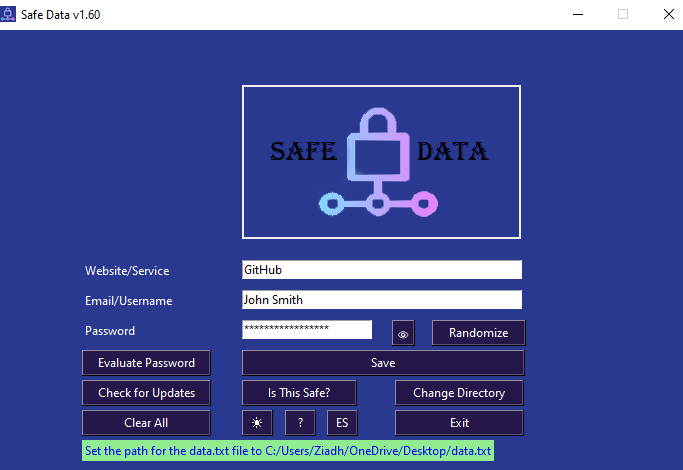 Safe Data v1.60
SAFE DATA
Website/Service GitHub
Email/Username John Smith
Password ***************** Randomize
Evaluate Password Save
Check for Updates Is This Safe? Change Directory
Clear All ? ES Exit
Set the path for the data.txt file to C:/Users/Ziadh/OneDrive/Desktop/data.txt